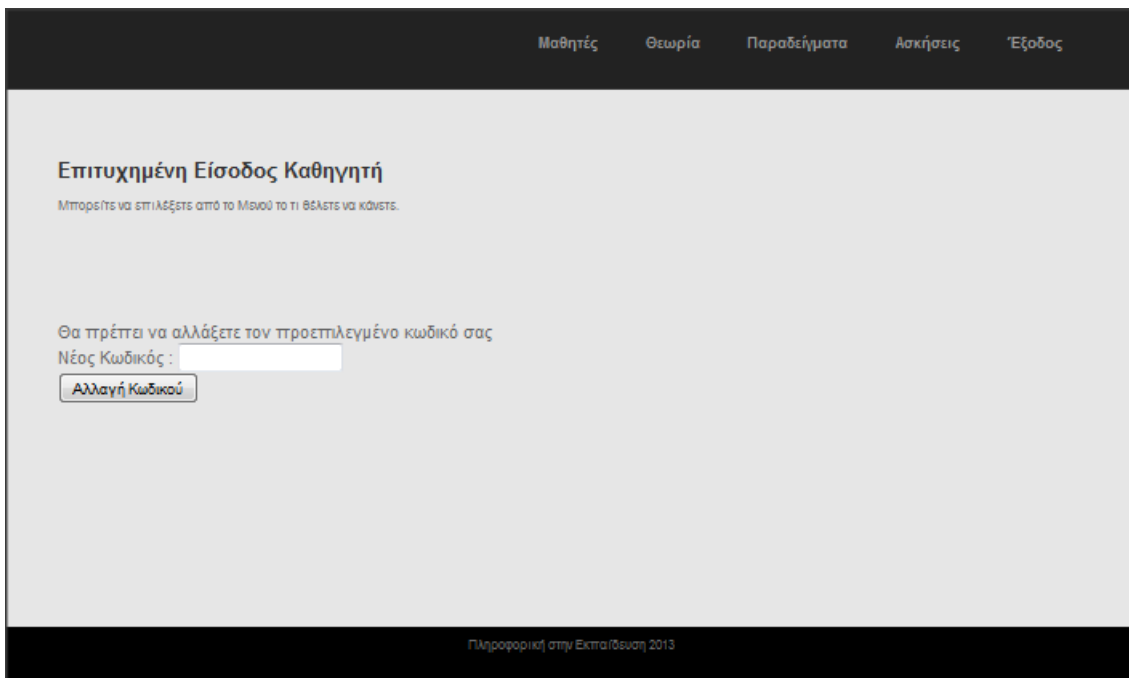 Μαθητές Θεωρία Παραδείγματα Ασκήσεις Έξοδος
Επιτυχημένη Είσοδος Καθηγητή
Μπορείτε να επιλέξετε από το Μενού το τι θέλετε να κάνετε.
Θα πρέπει να αλλάξετε τον προεπιλεγμένο κωδικό σας
Νέος Κωδικός :
Αλλαγή Κωδικού
Πληροφορική στην Εκπαίδευση 2013